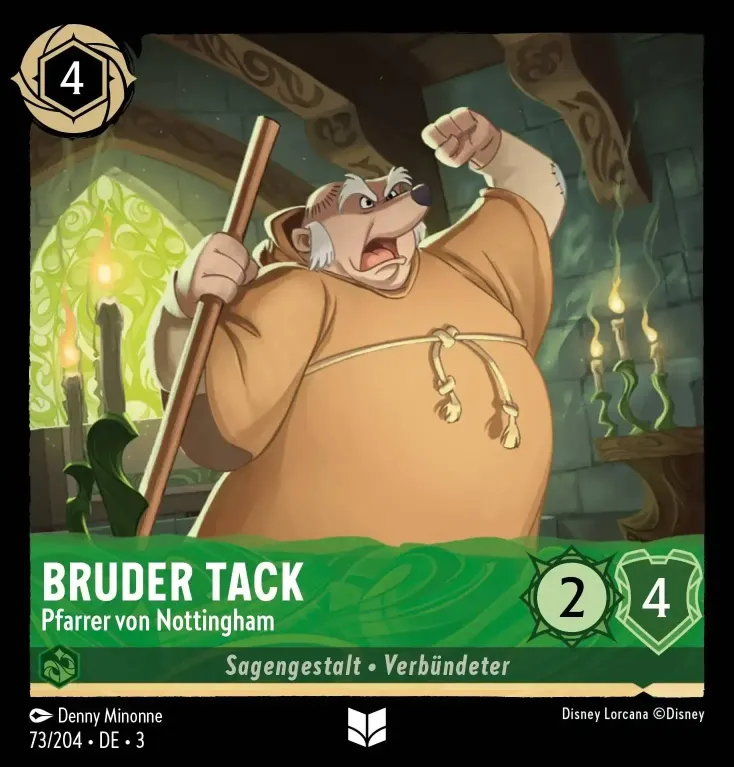 4
BRUDER TACK
Pfarrer von Nottingham
2
4
Sagengestalt • Verbündeter
Denny Minonne
Disney Lorcana ©Disney
73/204 • DE • 3